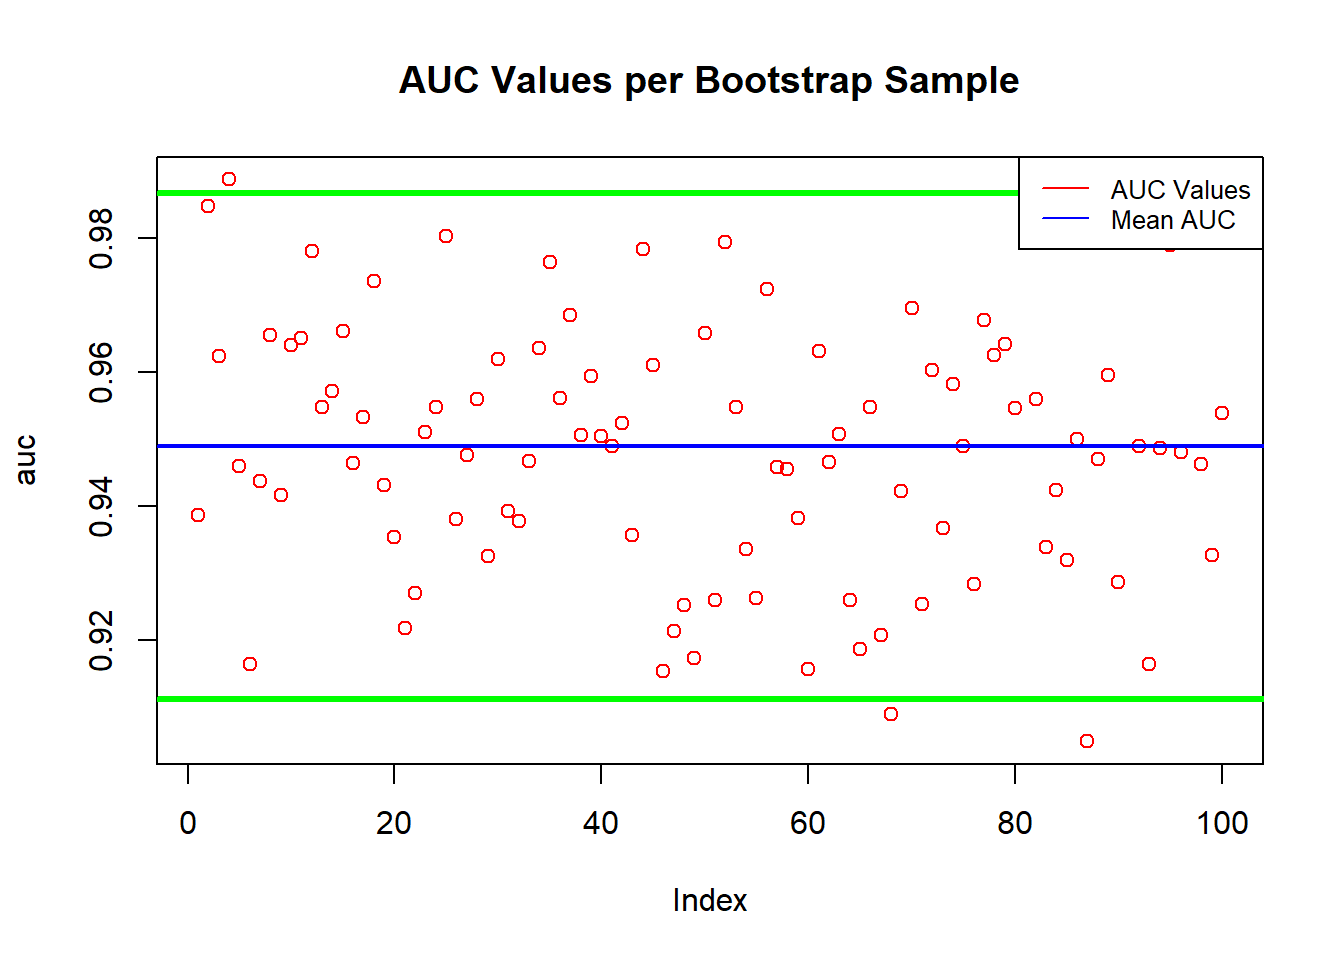 AUC Values per Bootstrap Sample
AUC Values
Mean AUC
auc
0.98
0.96
0.94
0.92
0 20 40 60 80 100
Index